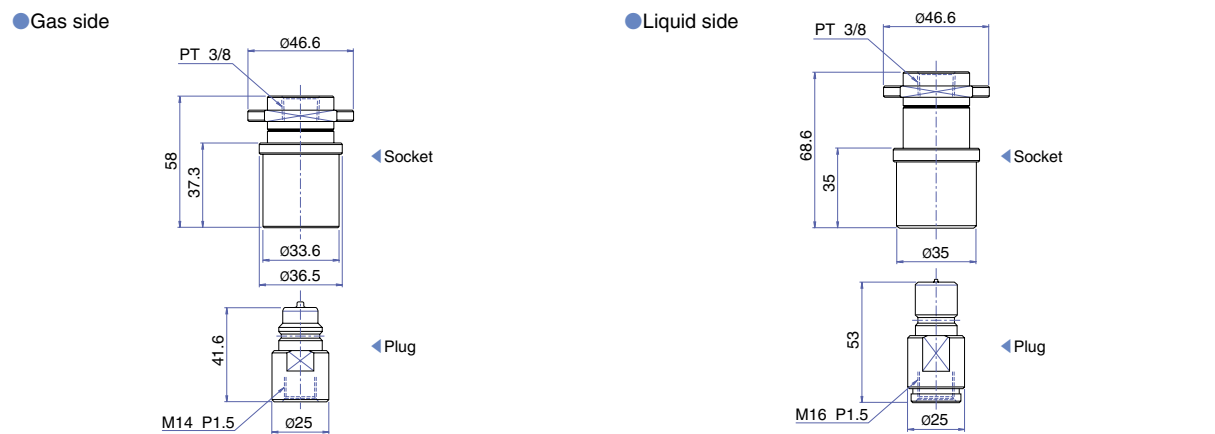 Gas side
Ø46.6
PT 3/8
58
37.3
Socket
Ø33.6
Ø36.5
41.6
Plug
M14 P1.5
Ø25
Liquid side
Ø46.6
PT 3/8
68.6
35
Socket
Ø35
53
Plug
M16 P1.5
Ø25